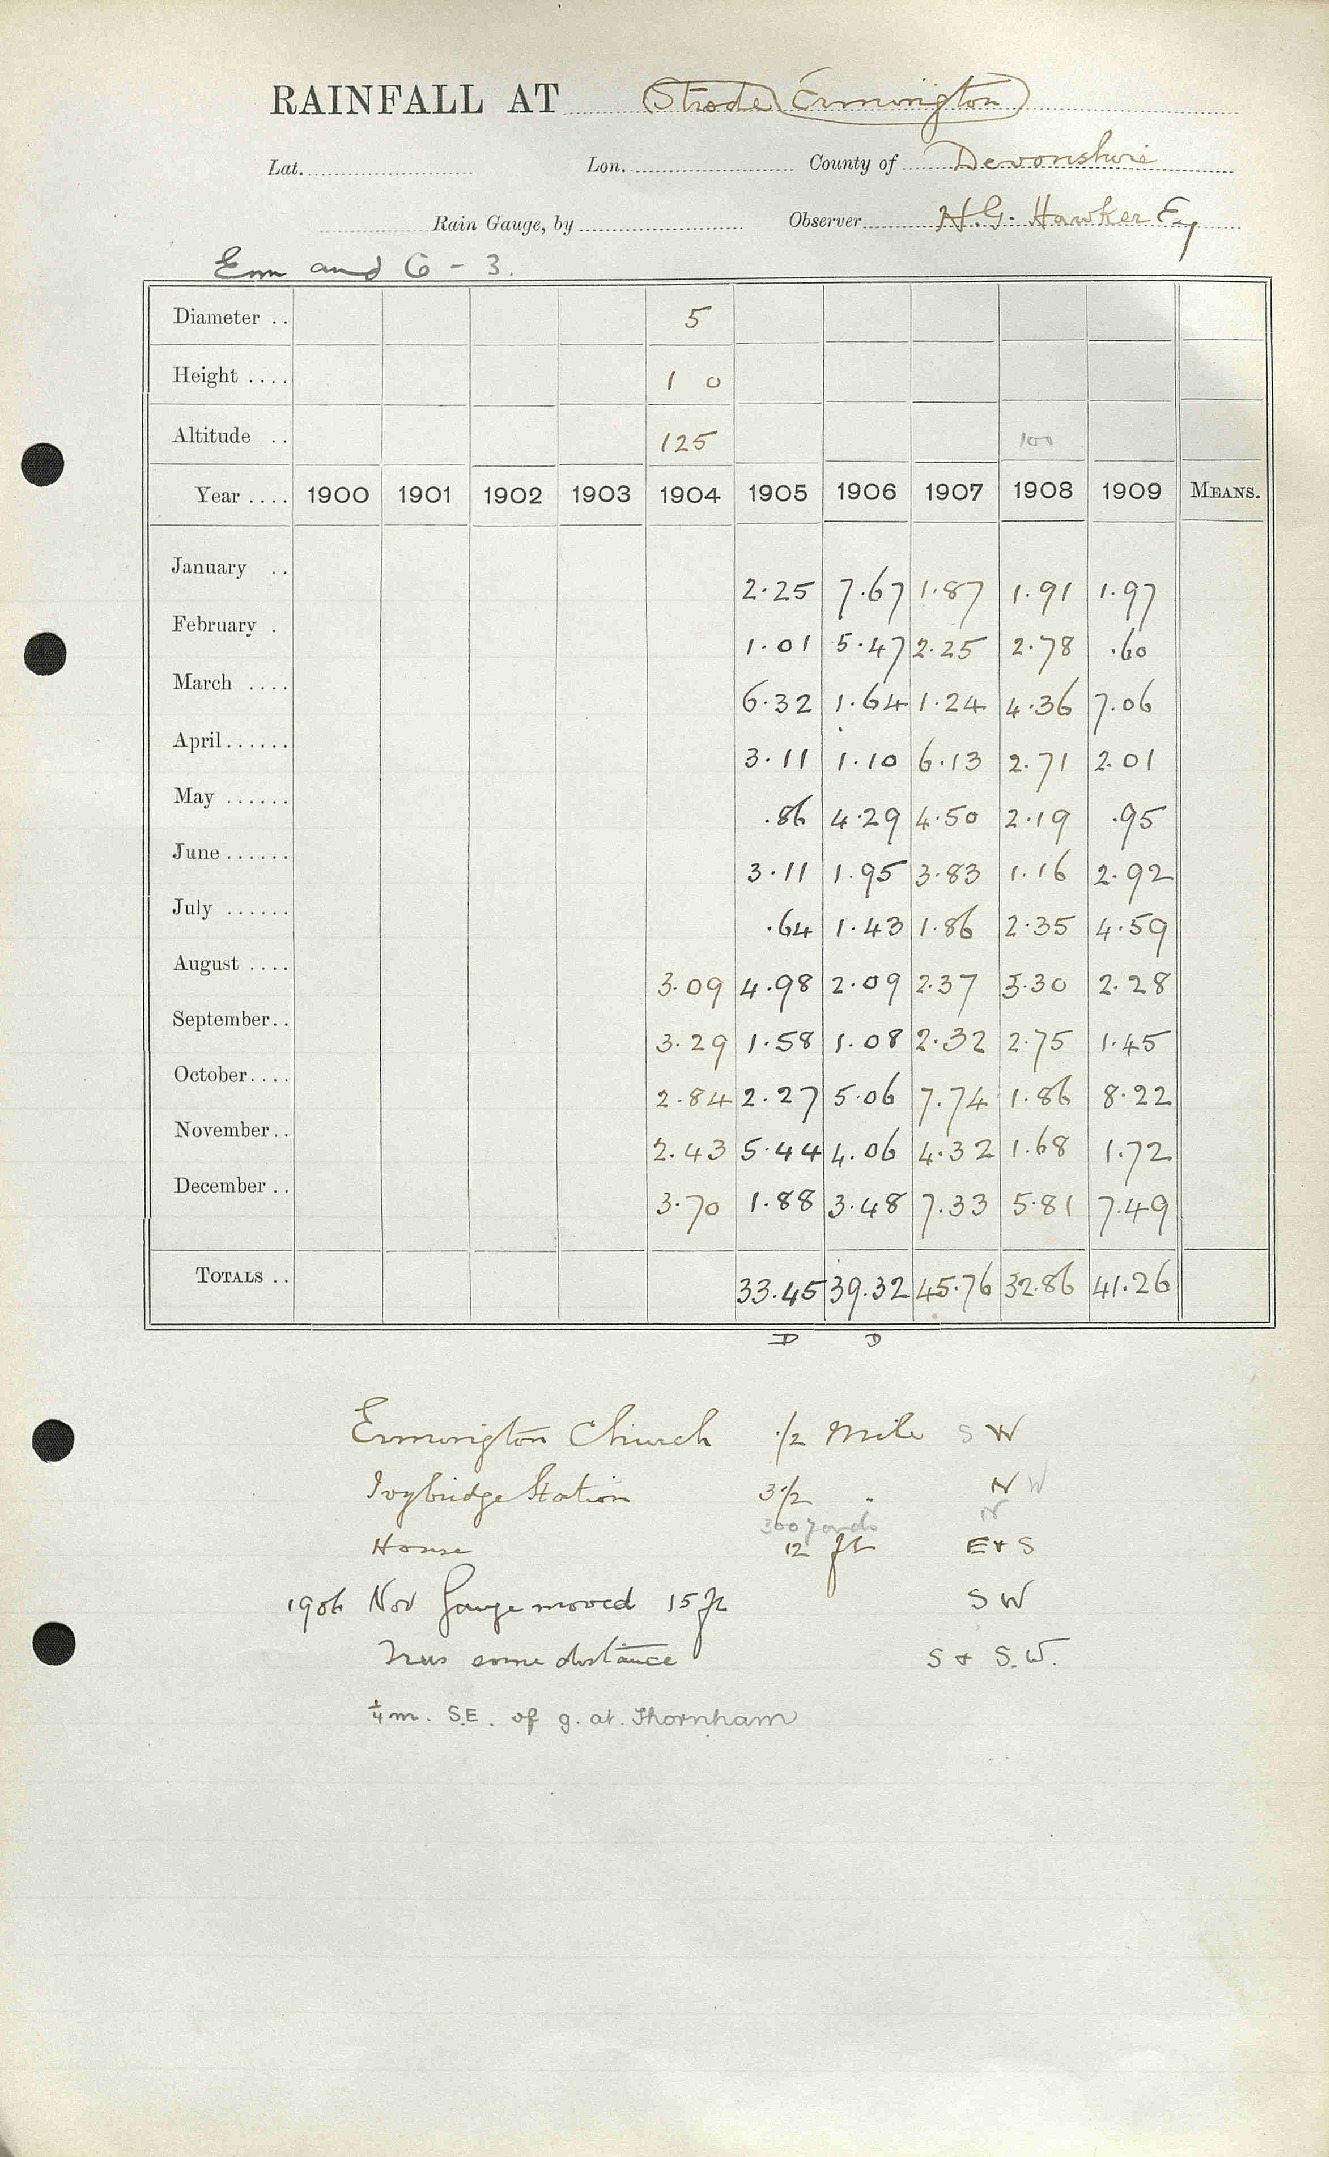 RAINFALL AT Strode Ermington
Lat. Lon. County of Devonshire
Rain Gauge, by Observer H.G. Hawker Esq
Erm and 6 - 3.
Diameter .. 5
Height .... 1 0
Altitude .. 125 100
Year .... 1900 1901 1902 1903 1904 1905 1906 1907 1908 1909 MEANS.
January .. 2.25 7.67 1.87 1.91 1.97
February . 1.01 5.47 2.25 2.78 .60
March .... 6.32 1.64 1.24 4.36 7.06
April...... 3.11 1.10 6.13 2.71 2.01
May ...... .86 4.29 4.50 2.19 .95
June...... 3.11 1.95 3.83 1.16 2.92
July ...... .64 1.43 1.86 2.35 4.59
August .... 3.09 4.98 2.09 2.37 3.30 2.28
September.. 3.29 1.58 1.08 2.32 2.75 1.45
October.... 2.84 2.27 5.06 7.74 1.86 8.22
November.. 2.43 5.44 4.06 4.32 1.68 1.72
December .. 3.70 1.88 3.48 7.33 5.81 7.49
TOTALS .. 33.45 39.32 45.76 32.86 41.26
D D
Ermington Church 1/2 Mile S W
Ivybridge Station 3 1/2 " N W
300 yards N
House 12 ft E & S
1906 Nov Gauge moved 15 ft S W
Trees some distance S & S.W.
1/4 m. S.E. of g. at Thornham